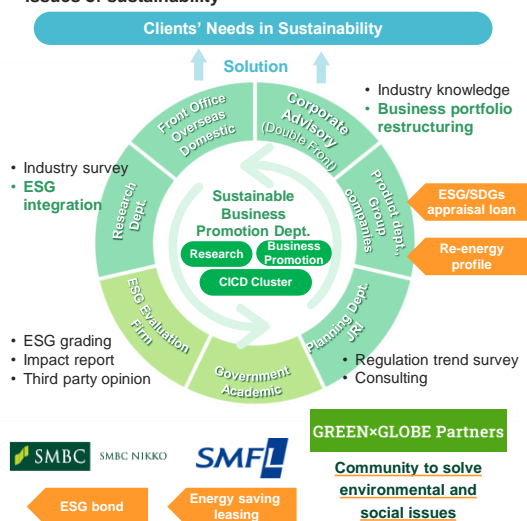 Issues of sustainability
Clients' Needs in Sustainability
Solution
Front Office
Overseas
Domestic
Corporate
Advisory
(Double Front)
• Industry knowledge
• Business portfolio
restructuring
• Industry survey
• ESG
integration
Research
Dept.
Product dept.,
Group
companies
ESG/SDGs
appraisal loan
Re-energy
profile
Sustainable
Business
Promotion Dept.
Research
Business
Promotion
CICD Cluster
ESG Evaluation
Firm
Government
Academic
Planning Dept.
JRI
• ESG grading
• Impact report
• Third party opinion
• Regulation trend survey
• Consulting
SMBC
SMBC NIKKO
SMFL
GREEN×GLOBE Partners
ESG bond
Energy saving
leasing
Community to solve
environmental and
social issues